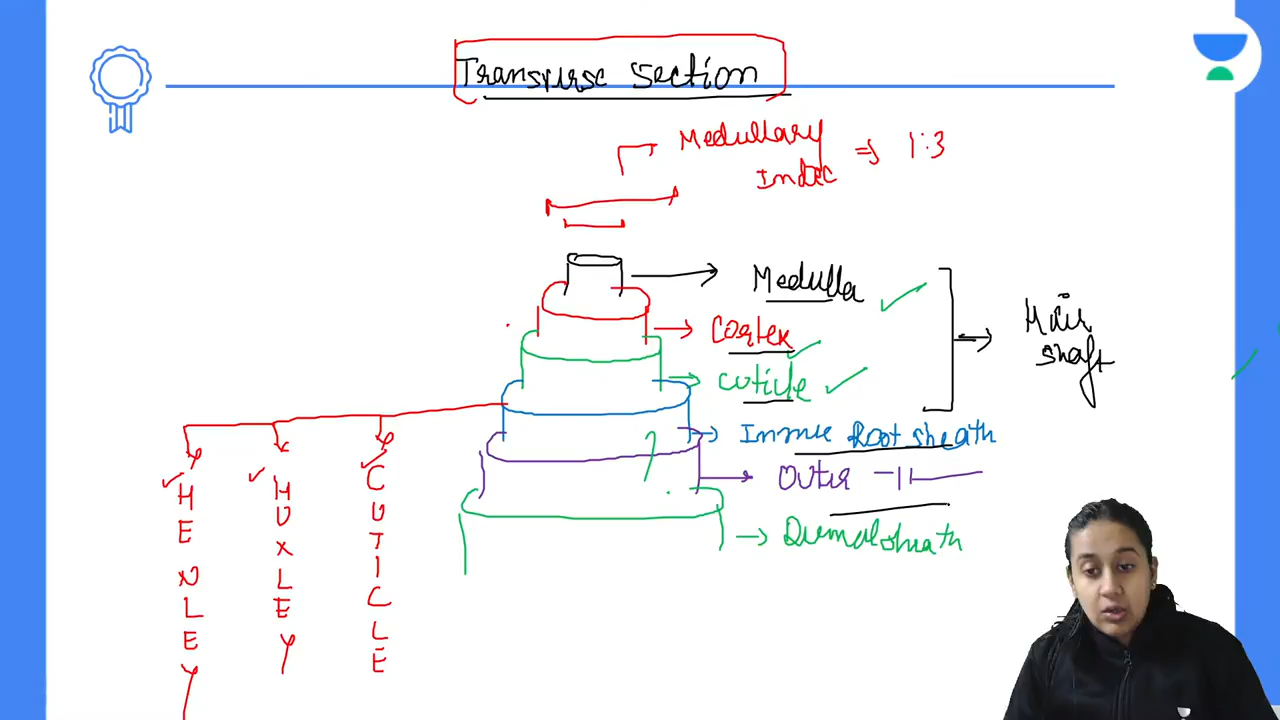 Transverse section
Medullary
Index ⇒ 1:3
Medulla
Cortex
Cuticle
Hair
shaft
Inner Root sheath
Outer —||—
Dermal sheath
HENLEY
HUXLEY
CUTICLE